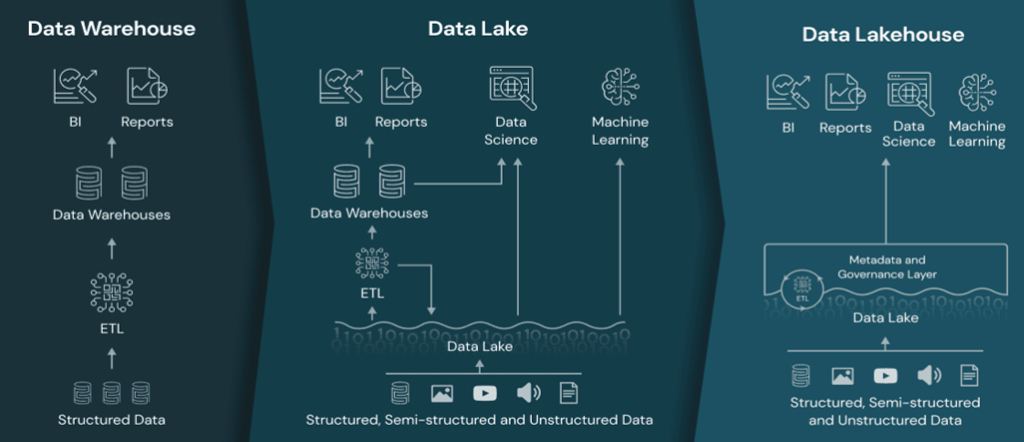 Data Warehouse
BI
Reports
Data Warehouses
ETL
Structured Data
Data Lake
BI
Reports
Data
Science
Machine
Learning
Data Warehouses
ETL
Data Lake
Structured, Semi-structured and Unstructured Data
Data Lakehouse
BI
Reports
Data
Science
Machine
Learning
Metadata and
Governance Layer
ETL
Data Lake
Structured, Semi-structured
and Unstructured Data